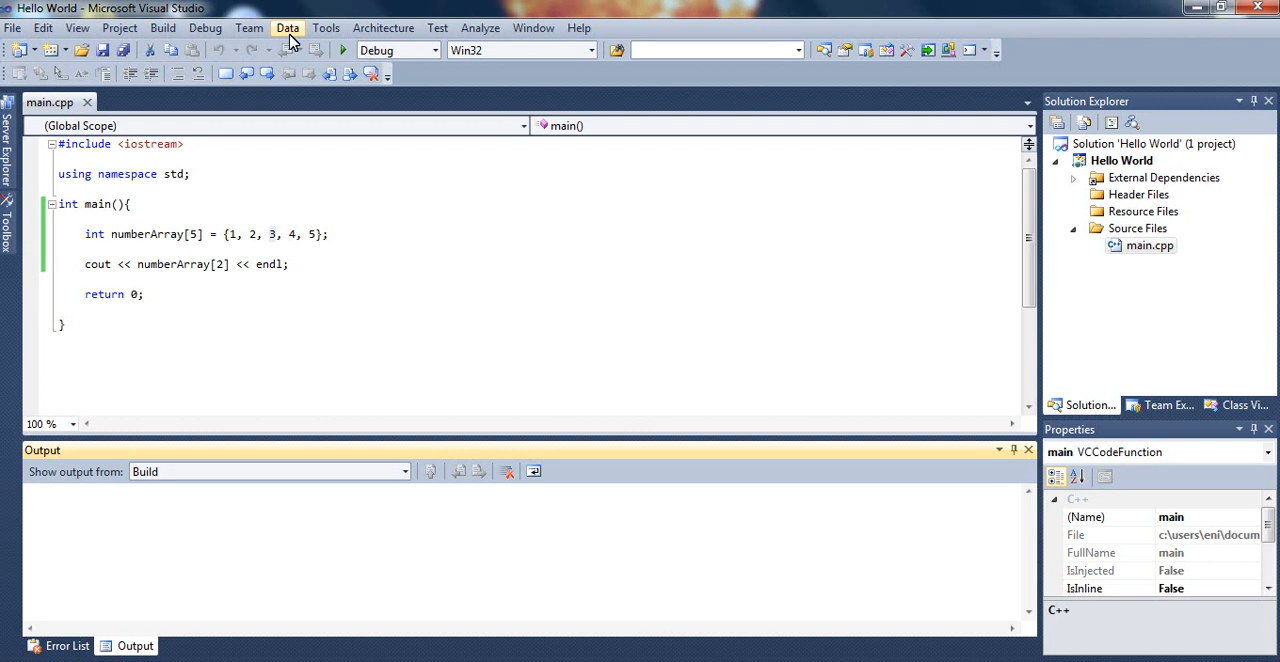 Hello World - Microsoft Visual Studio
File Edit View Project Build Debug Team Data Tools Architecture Test Analyze Window Help
Debug Win32
main.cpp
(Global Scope) main()
#include <iostream>
using namespace std;
int main(){
int numberArray[5] = {1, 2, 3, 4, 5};
cout << numberArray[2] << endl;
return 0;
}
100 %
Output
Show output from: Build
Error List Output
Server Explorer
Toolbox
Solution Explorer
Solution 'Hello World' (1 project)
Hello World
External Dependencies
Header Files
Resource Files
Source Files
main.cpp
Solution... Team Ex... Class Vi...
Properties
main VCCodeFunction
C++
(Name) main
File c:\users\eni\docum
FullName main
IsInjected False
IsInline False
C++